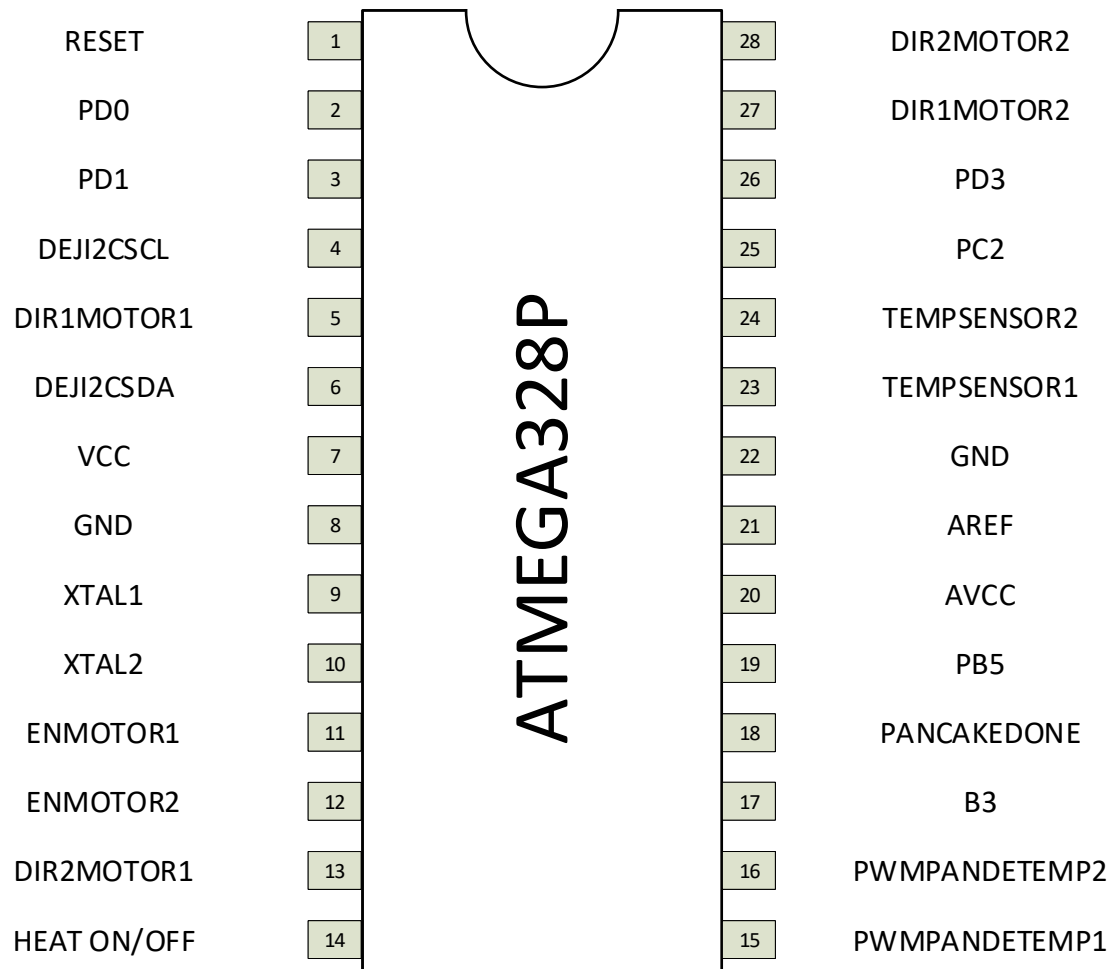 RESET 1 28 DIR2MOTOR2
PD0 2 27 DIR1MOTOR2
PD1 3 26 PD3
DEJI2CSCL 4 25 PC2
DIR1MOTOR1 5 24 TEMPSENSOR2
DEJI2CSDA 6 23 TEMPSENSOR1
VCC 7 22 GND
GND 8 21 AREF
XTAL1 9 20 AVCC
XTAL2 10 19 PB5
ENMOTOR1 11 18 PANCAKEDONE
ENMOTOR2 12 17 B3
DIR2MOTOR1 13 16 PWMPANDETEMP2
HEAT ON/OFF 14 15 PWMPANDETEMP1
ATMEGA328P